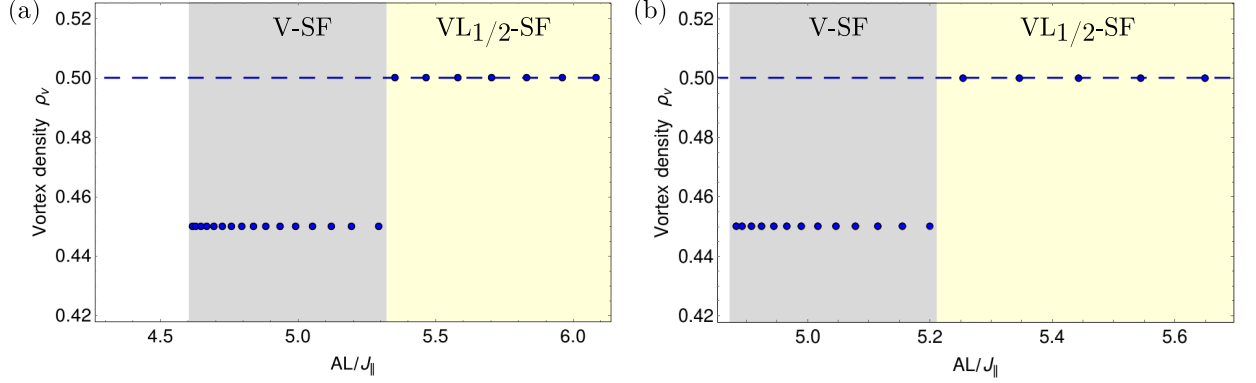 (a)
V-SF
VL1/2-SF
0.52
0.50
0.48
0.46
0.44
0.42
Vortex density ρv
4.5
5.0
5.5
6.0
AL/J∥
(b)
V-SF
VL1/2-SF
0.52
0.50
0.48
0.46
0.44
0.42
Vortex density ρv
5.0
5.2
5.4
5.6
AL/J∥